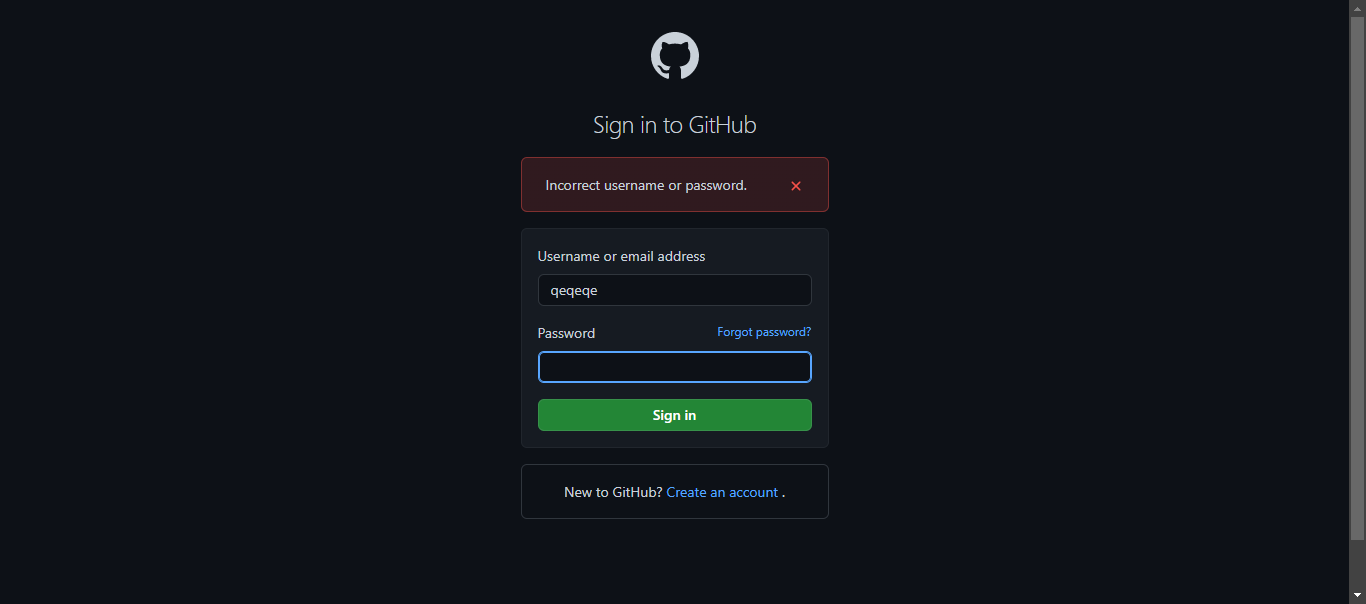 Sign in to GitHub
Incorrect username or password.
Username or email address
qeqeqe
Password Forgot password?
Sign in
New to GitHub? Create an account .